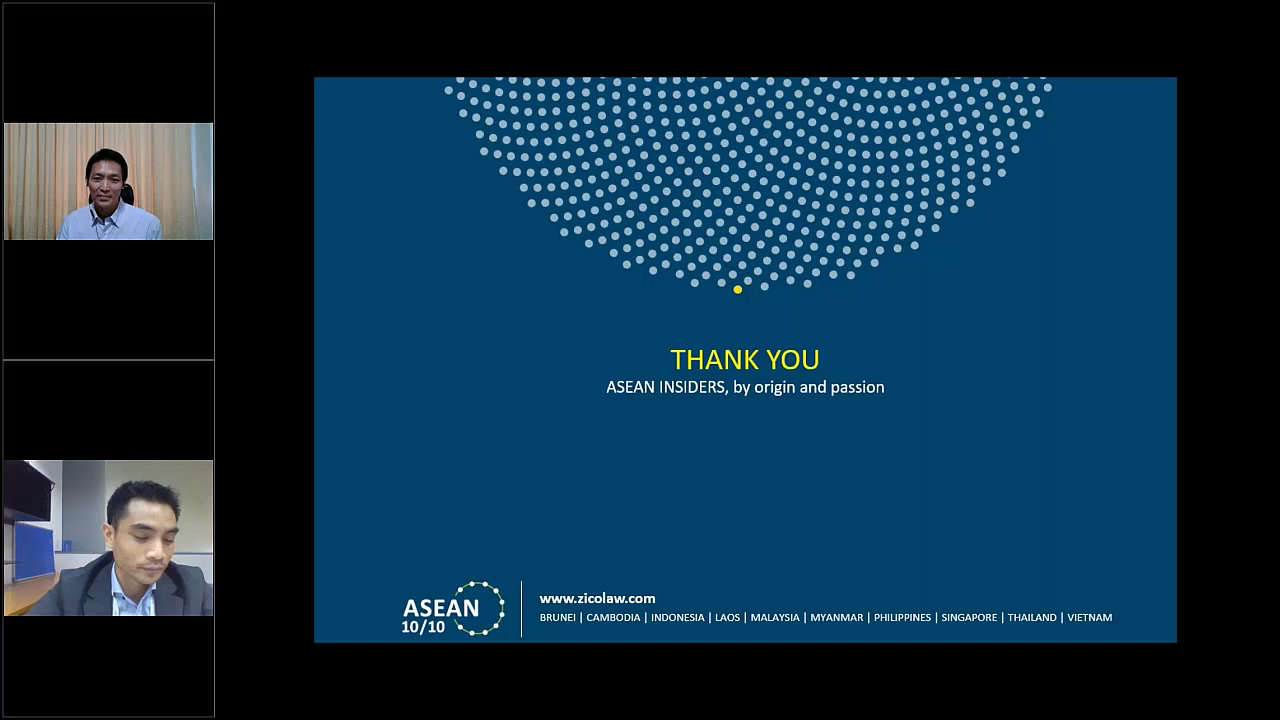 THANK YOU
ASEAN INSIDERS, by origin and passion
ASEAN
10/10
www.zicolaw.com
BRUNEI | CAMBODIA | INDONESIA | LAOS | MALAYSIA | MYANMAR | PHILIPPINES | SINGAPORE | THAILAND | VIETNAM